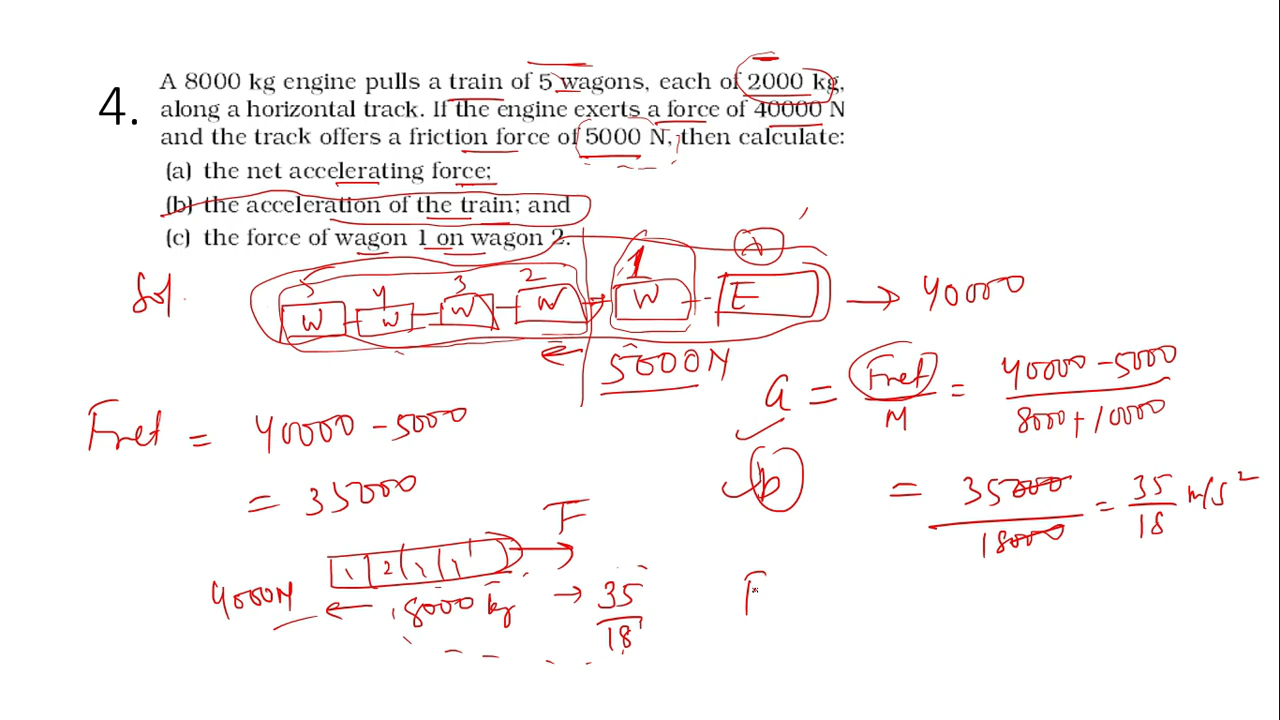 4.
A 8000 kg engine pulls a train of 5 wagons, each of 2000 kg,
along a horizontal track. If the engine exerts a force of 40000 N
and the track offers a friction force of 5000 N, then calculate:
(a) the net accelerating force;
(b) the acceleration of the train; and
(c) the force of wagon 1 on wagon 2.
Sol.
5 4 3 2 1 a
W W W W W E → 40000
5000N
Fnet = 40000 - 5000
= 35000
a = Fnet/M = 40000 - 5000/8000 + 10000
b
= 35000/18000 = 35/18 m/s²
F
4000N ← 8000 kg → 35/18
F